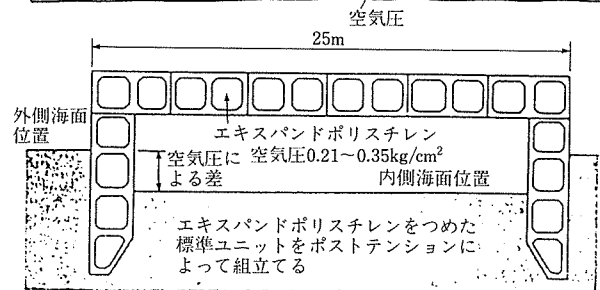 空気圧
25m
外側海面
位置
エキスパンドポリスチレン
空気圧に
よる差
空気圧0.21～0.35kg/cm²
内側海面位置
エキスパンドポリスチレンをつめた
標準ユニットをポストテンションに
よって組立てる